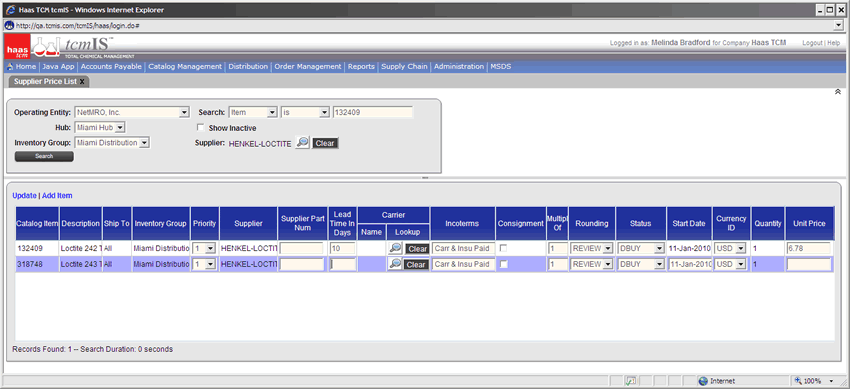 Haas TCM tcmIS - Windows Internet Explorer
http://qa.tcmis.com/tcmIS/haas/login.do#
haas tcm tcmIS™ Logged in as: Melinda Bradford for Company Haas TCM Logout | Help
TOTAL CHEMICAL MANAGEMENT
Home | Java App | Accounts Payable | Catalog Management | Distribution | Order Management | Reports | Supply Chain | Administration | MSDS
Supplier Price List X
Operating Entity: NetMRO, Inc. Search: Item is 132409
Hub: Miami Hub Show Inactive
Inventory Group: Miami Distribution Supplier: HENKEL-LOCTITE Clear
Search
Update | Add Item
Catalog Item Description Ship To Inventory Group Priority Supplier Supplier Part Num Lead Time In Days Carrier Name Lookup Incoterms Consignment Multipl Of Rounding Status Start Date Currency ID Quantity Unit Price
132409 Loctite 242 T All Miami Distributio 1 HENKEL-LOCTIT 10 Clear Carr & Insu Paid 1 REVIEW DBUY 11-Jan-2010 USD 1 6.78
318748 Loctite 243 T All Miami Distributio 1 HENKEL-LOCTIT Clear Carr & Insu Paid 1 REVIEW DBUY 11-Jan-2010 USD 1
Records Found: 1 -- Search Duration: 0 seconds
Internet 100%